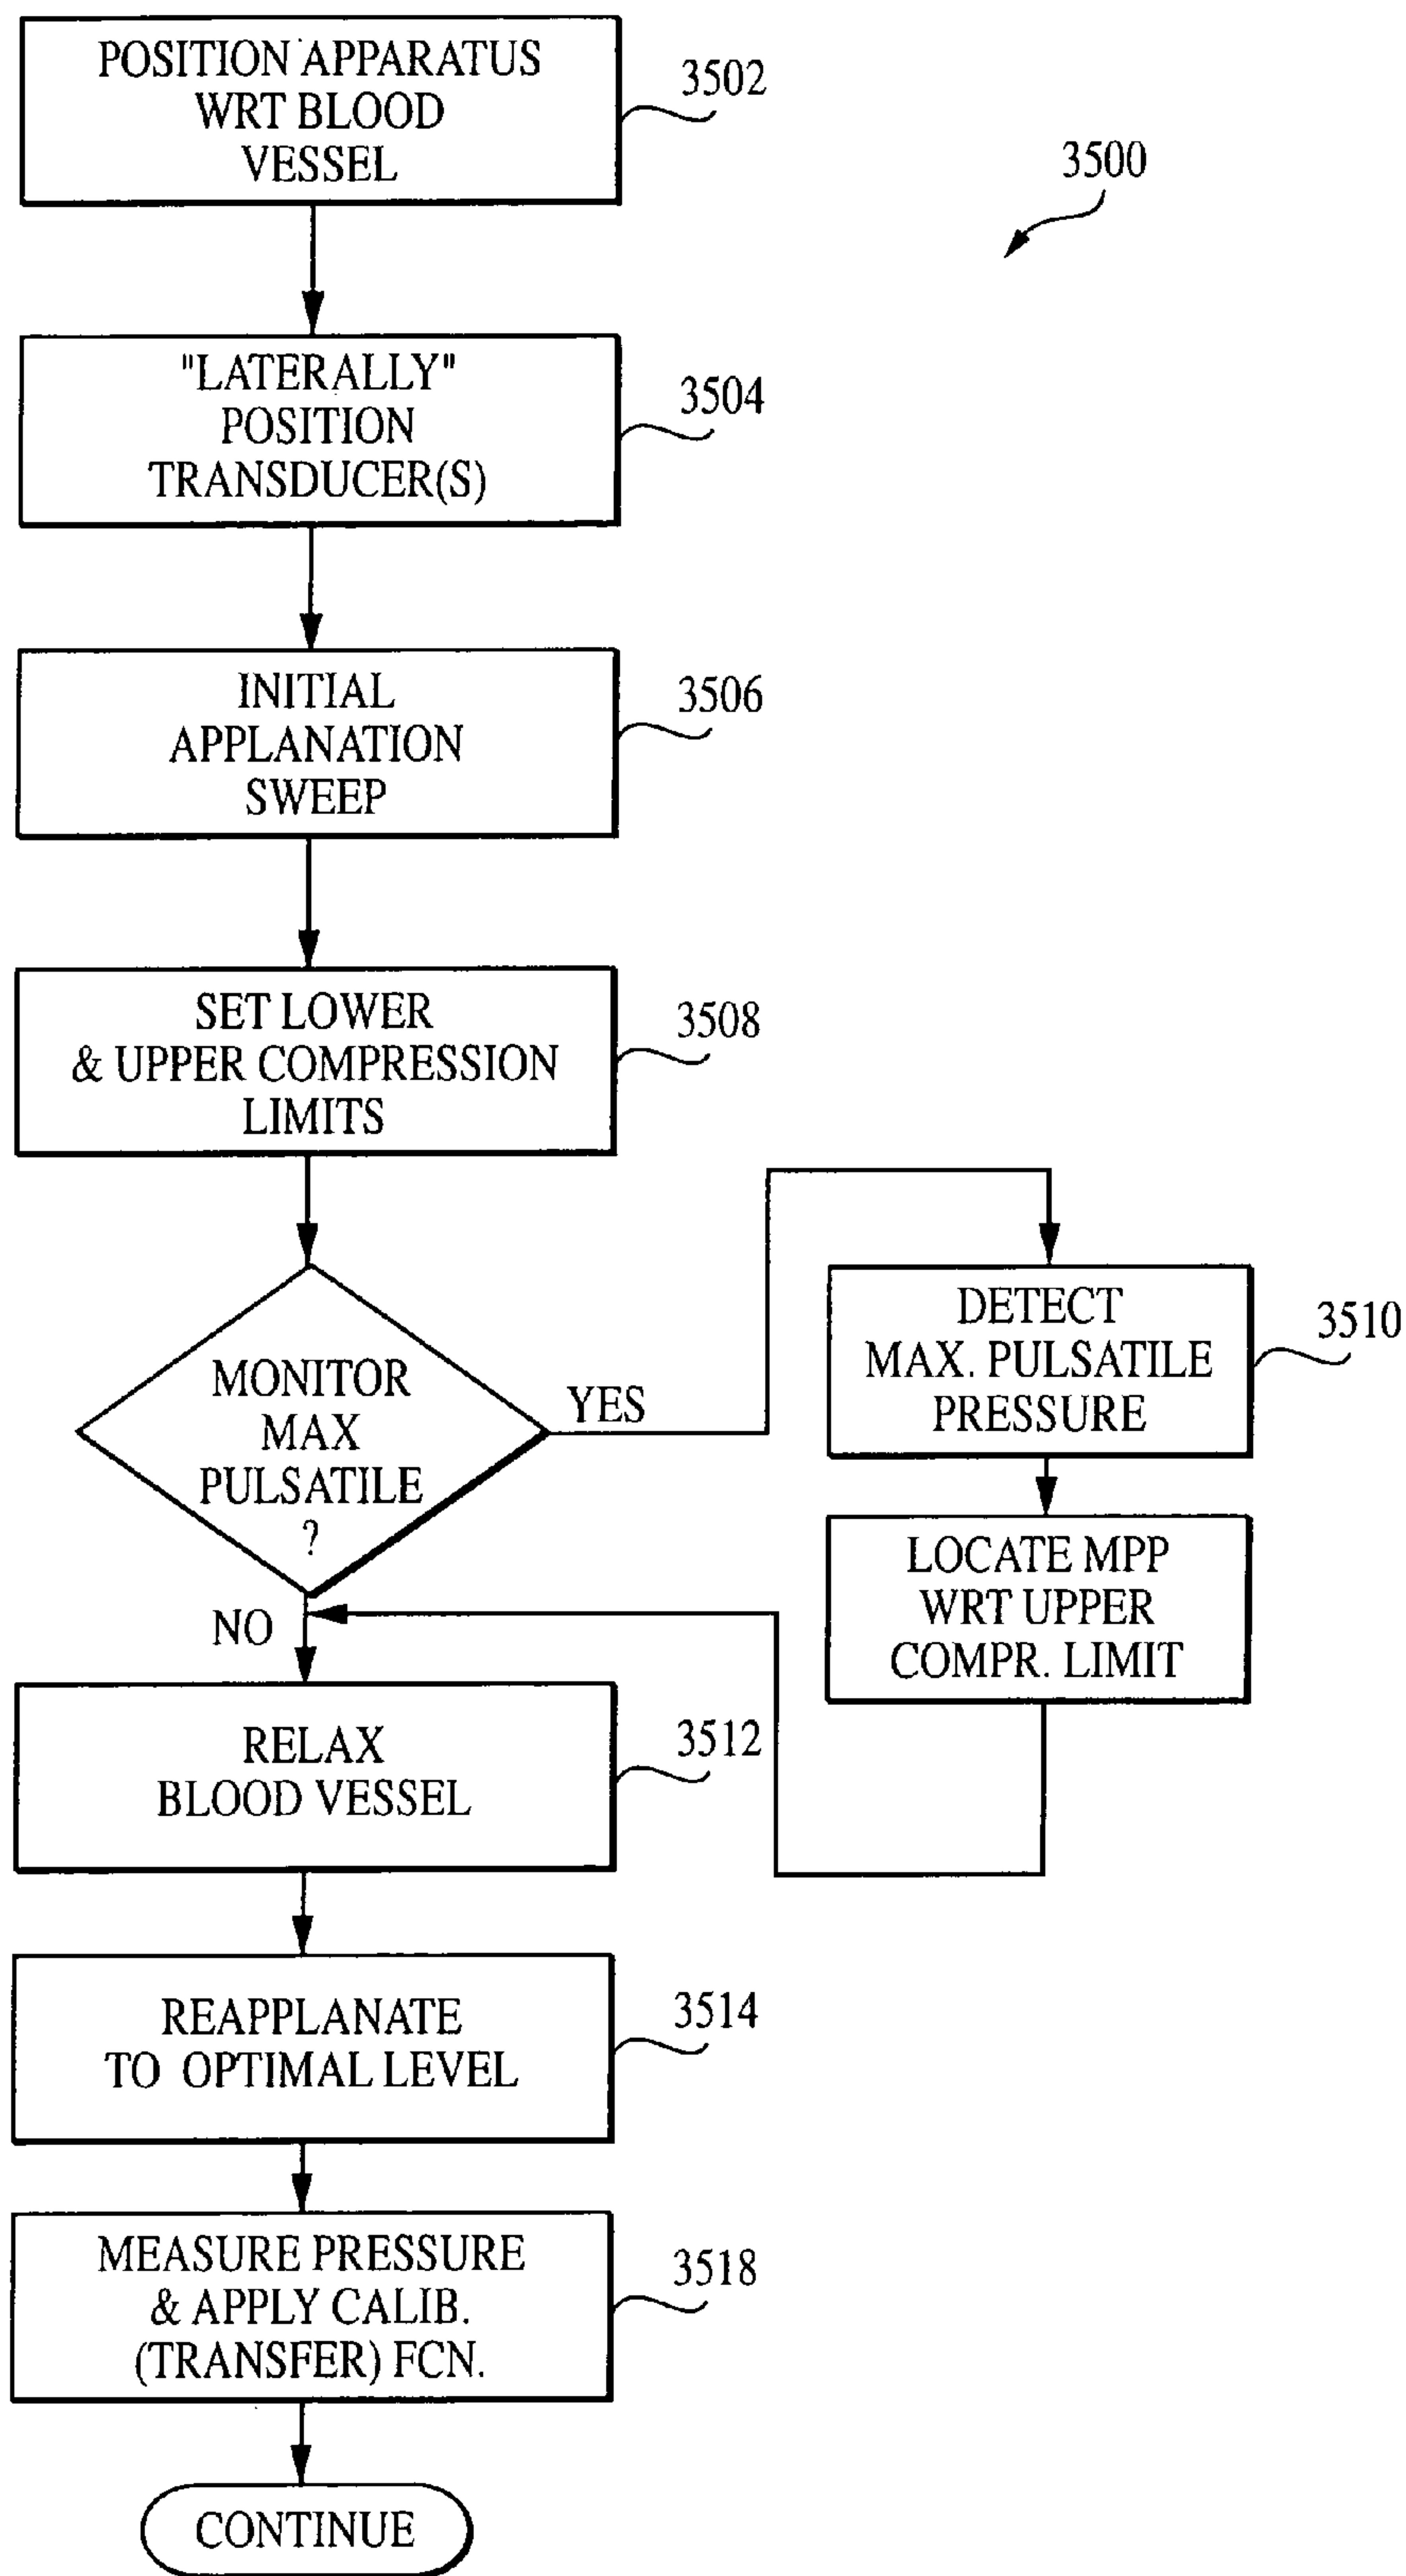 POSITION APPARATUS
WRT BLOOD
VESSEL
3502
3500
"LATERALLY"
POSITION
TRANSDUCER(S)
3504
INITIAL
APPLANATION
SWEEP
3506
SET LOWER
& UPPER COMPRESSION
LIMITS
3508
MONITOR
MAX
PULSATILE
?
YES
NO
DETECT
MAX. PULSATILE
PRESSURE
3510
LOCATE MPP
WRT UPPER
COMPR. LIMIT
RELAX
BLOOD VESSEL
3512
REAPPLANATE
TO OPTIMAL LEVEL
3514
MEASURE PRESSURE
& APPLY CALIB.
(TRANSFER) FCN.
3518
CONTINUE